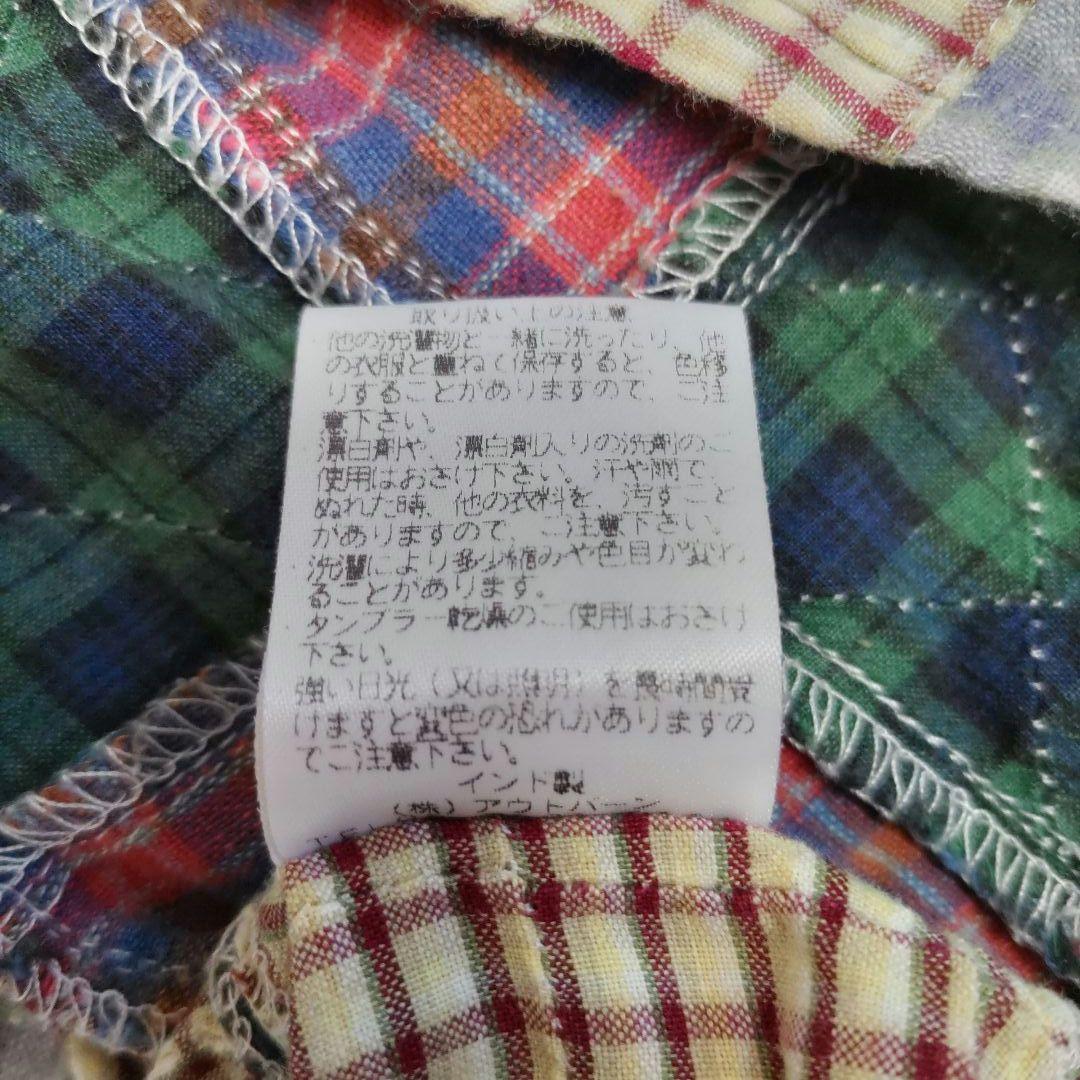 取り扱い上の注意
他の洗濯物と一緒に洗ったり、他
の衣服と重ねて保存すると、色移
りすることがありますので、ご注
意下さい。
漂白剤や、漂白剤入りの洗剤のご
使用はおさけ下さい。汗や雨で、
ぬれた時、他の衣料を、汚すこと
がありますので、ご注意下さい。
洗濯により多少縮みや色目が変わ
ることがあります。
タンブラー乾燥のご使用はおさけ
下さい。
強い日光(又は照明)を長時間受
けますと変色の恐れがありますの
でご注意下さい。
インド製
(株)アウトバーン